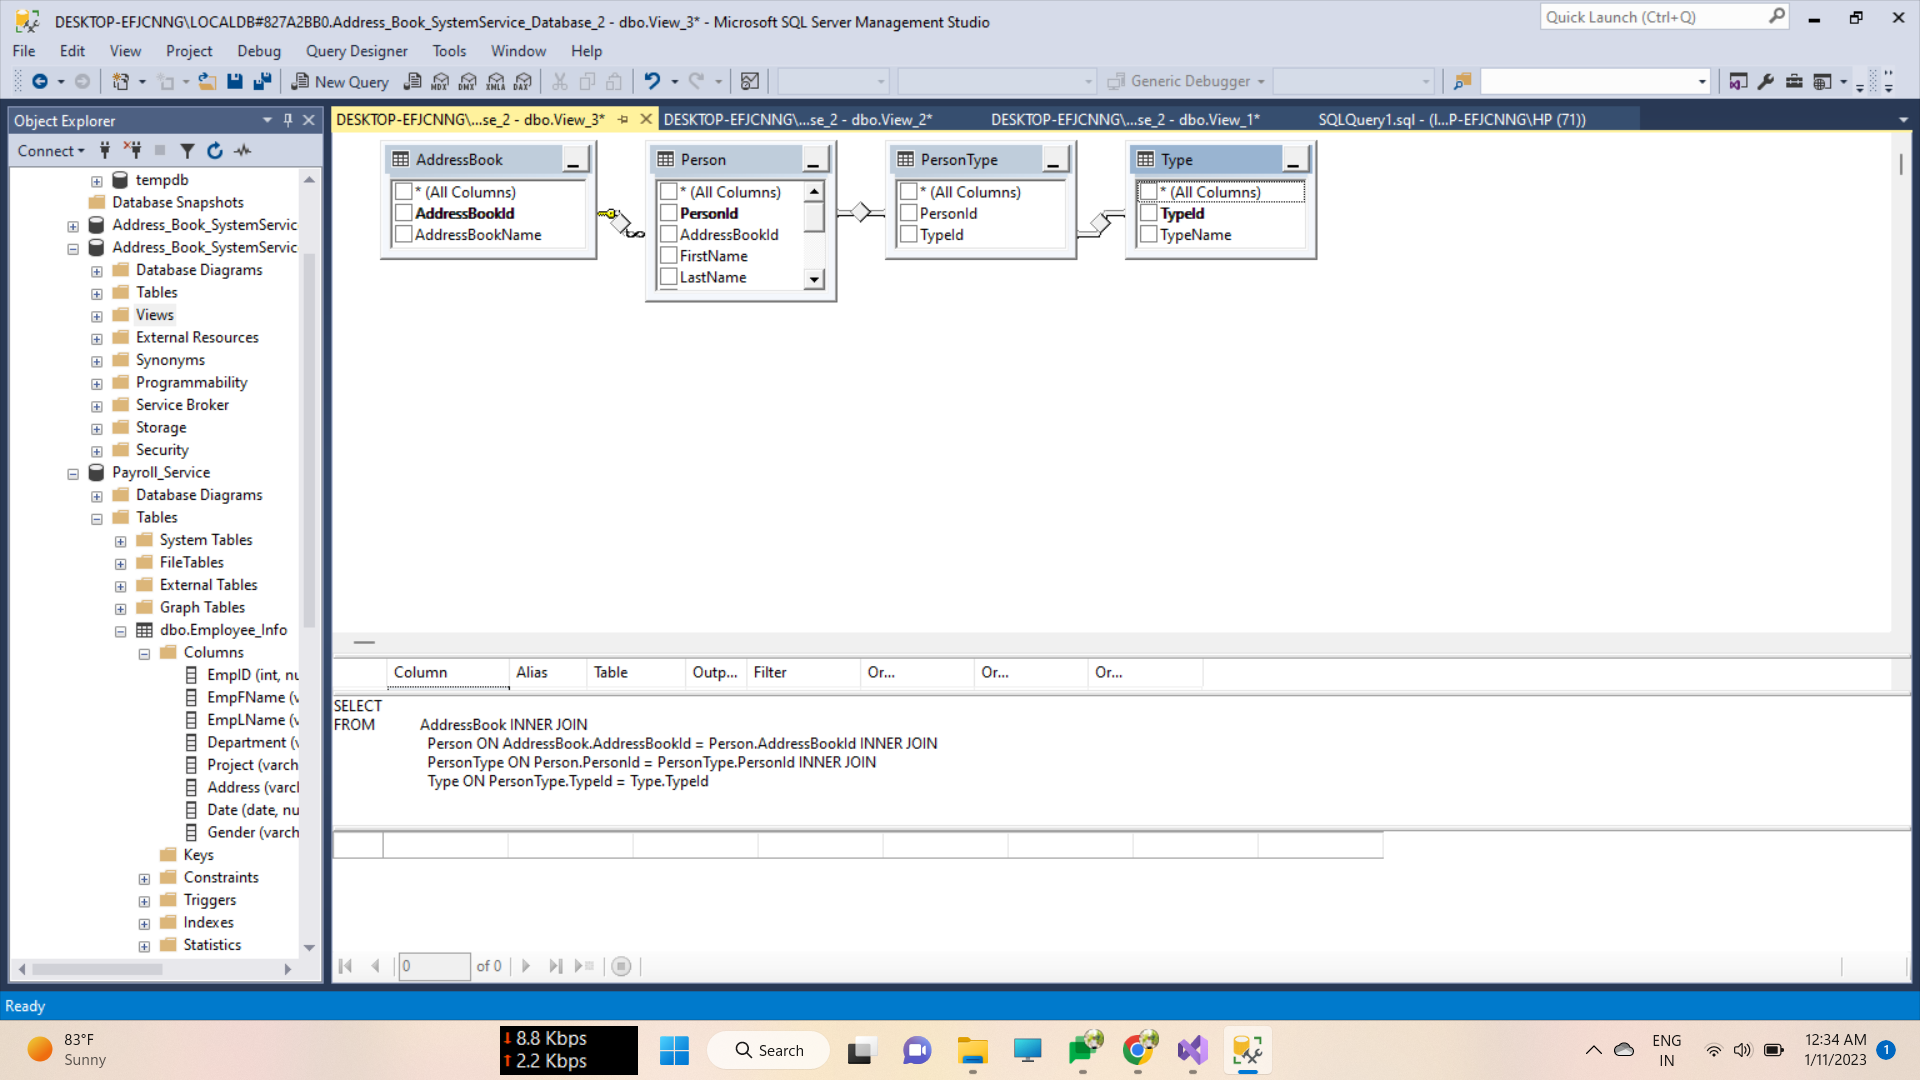 DESKTOP-EFJCNNG\LOCALDB#827A2BB0.Address_Book_SystemService_Database_2 - dbo.View_3* - Microsoft SQL Server Management Studio
Quick Launch (Ctrl+Q)
File Edit View Project Debug Query Designer Tools Window Help
New Query MDX DMX XMLA DAX Generic Debugger
Object Explorer
Connect
tempdb
Database Snapshots
Address_Book_SystemServic
Address_Book_SystemServic
Database Diagrams
Tables
Views
External Resources
Synonyms
Programmability
Service Broker
Storage
Security
Payroll_Service
Database Diagrams
Tables
System Tables
FileTables
External Tables
Graph Tables
dbo.Employee_Info
Columns
EmpID (int, nu
EmpFName (v
EmpLName (v
Department (v
Project (varch
Address (varcl
Date (date, nu
Gender (varch
Keys
Constraints
Triggers
Indexes
Statistics
DESKTOP-EFJCNNG\...se_2 - dbo.View_3* DESKTOP-EFJCNNG\...se_2 - dbo.View_2* DESKTOP-EFJCNNG\...se_2 - dbo.View_1* SQLQuery1.sql - (l...P-EFJCNNG\HP (71))
AddressBook
* (All Columns)
AddressBookId
AddressBookName
Person
* (All Columns)
PersonId
AddressBookId
FirstName
LastName
PersonType
* (All Columns)
PersonId
TypeId
Type
* (All Columns)
TypeId
TypeName
Column Alias Table Outp... Filter Or... Or... Or...
SELECT
FROM AddressBook INNER JOIN
Person ON AddressBook.AddressBookId = Person.AddressBookId INNER JOIN
PersonType ON Person.PersonId = PersonType.PersonId INNER JOIN
Type ON PersonType.TypeId = Type.TypeId
0 of 0
Ready
83°F
Sunny
8.8 Kbps
2.2 Kbps
Search
ENG
IN
12:34 AM
1/11/2023
1